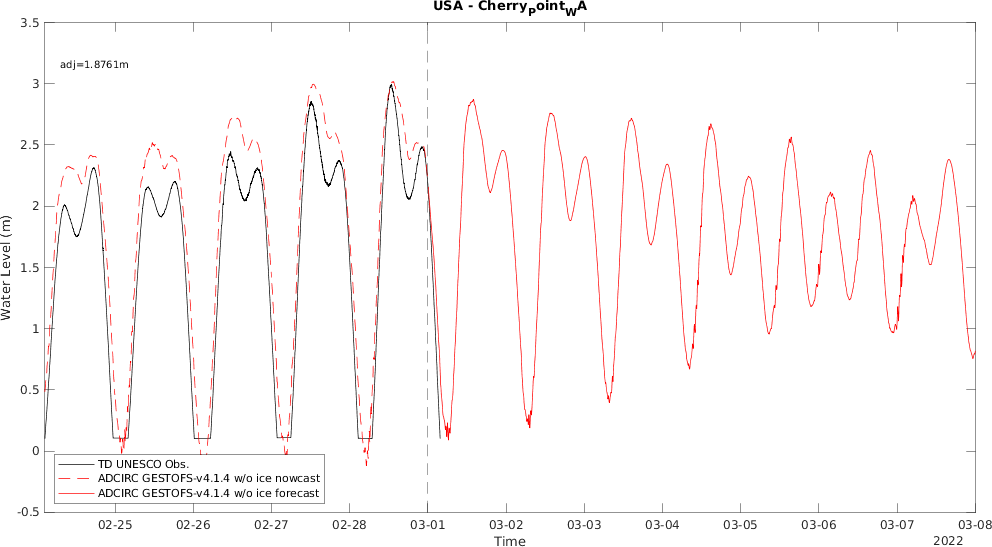 USA - Cherry_Point_WA
adj=1.8761m
3.5
3
2.5
2
1.5
1
0.5
0
-0.5
Water Level (m)
TD UNESCO Obs.
ADCIRC GESTOFS-v4.1.4 w/o ice nowcast
ADCIRC GESTOFS-v4.1.4 w/o ice forecast
02-25 02-26 02-27 02-28 03-01 03-02 03-03 03-04 03-05 03-06 03-07 03-08
Time
2022